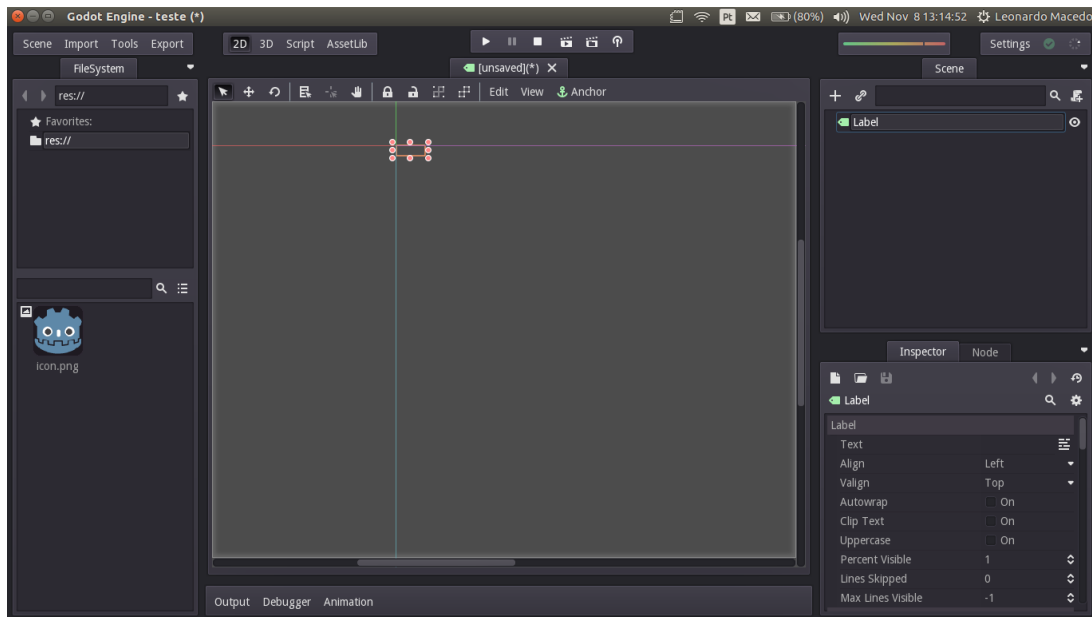 Godot Engine - teste (*)
Pt (80%) Wed Nov 8 13:14:52 Leonardo Macedo
Scene Import Tools Export
2D 3D Script AssetLib
Settings
FileSystem
[unsaved](*)
Scene
res://
Edit View Anchor
Favorites:
res://
Label
icon.png
Inspector Node
Label
Label
Text
Align Left
Valign Top
Autowrap On
Clip Text On
Uppercase On
Percent Visible 1
Lines Skipped 0
Max Lines Visible -1
Output Debugger Animation